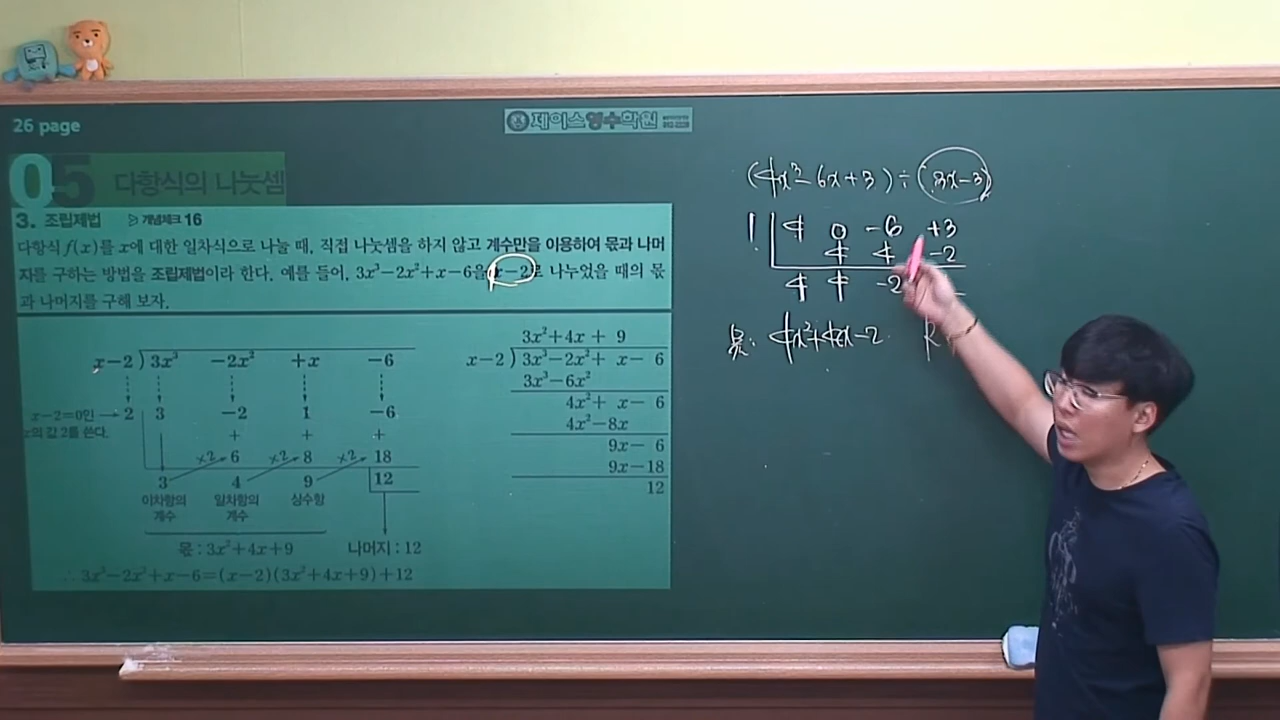 26 page
제이스영수학원
05 다항식의 나눗셈
3. 조립제법 개념체크 16
다항식 f(x)를 x에 대한 일차식으로 나눌 때, 직접 나눗셈을 하지 않고 계수만을 이용하여 몫과 나머
지를 구하는 방법을 조립제법이라 한다. 예를 들어, 3x³-2x²+x-6을 x-2로 나누었을 때의 몫
과 나머지를 구해 보자.
x-2 ) 3x³ -2x² +x -6
x-2=0인 → 2 3 -2 1 -6
x의 값 2를 쓴다.
+ + +
×2 6 ×2 8 ×2 18
3 4 9 12
이차항의 일차항의 상수항
계수 계수
몫 : 3x²+4x+9 나머지 : 12
∴ 3x³-2x²+x-6=(x-2)(3x²+4x+9)+12
3x²+4x + 9
x-2 ) 3x³-2x²+ x- 6
3x³-6x²
4x²+ x- 6
4x²-8x
9x- 6
9x-18
12
(4x³-6x+3)÷(3x-3)
1 4 0 -6 +3
4 4 -2
4 4 -2
몫: 4x²+4x-2 R